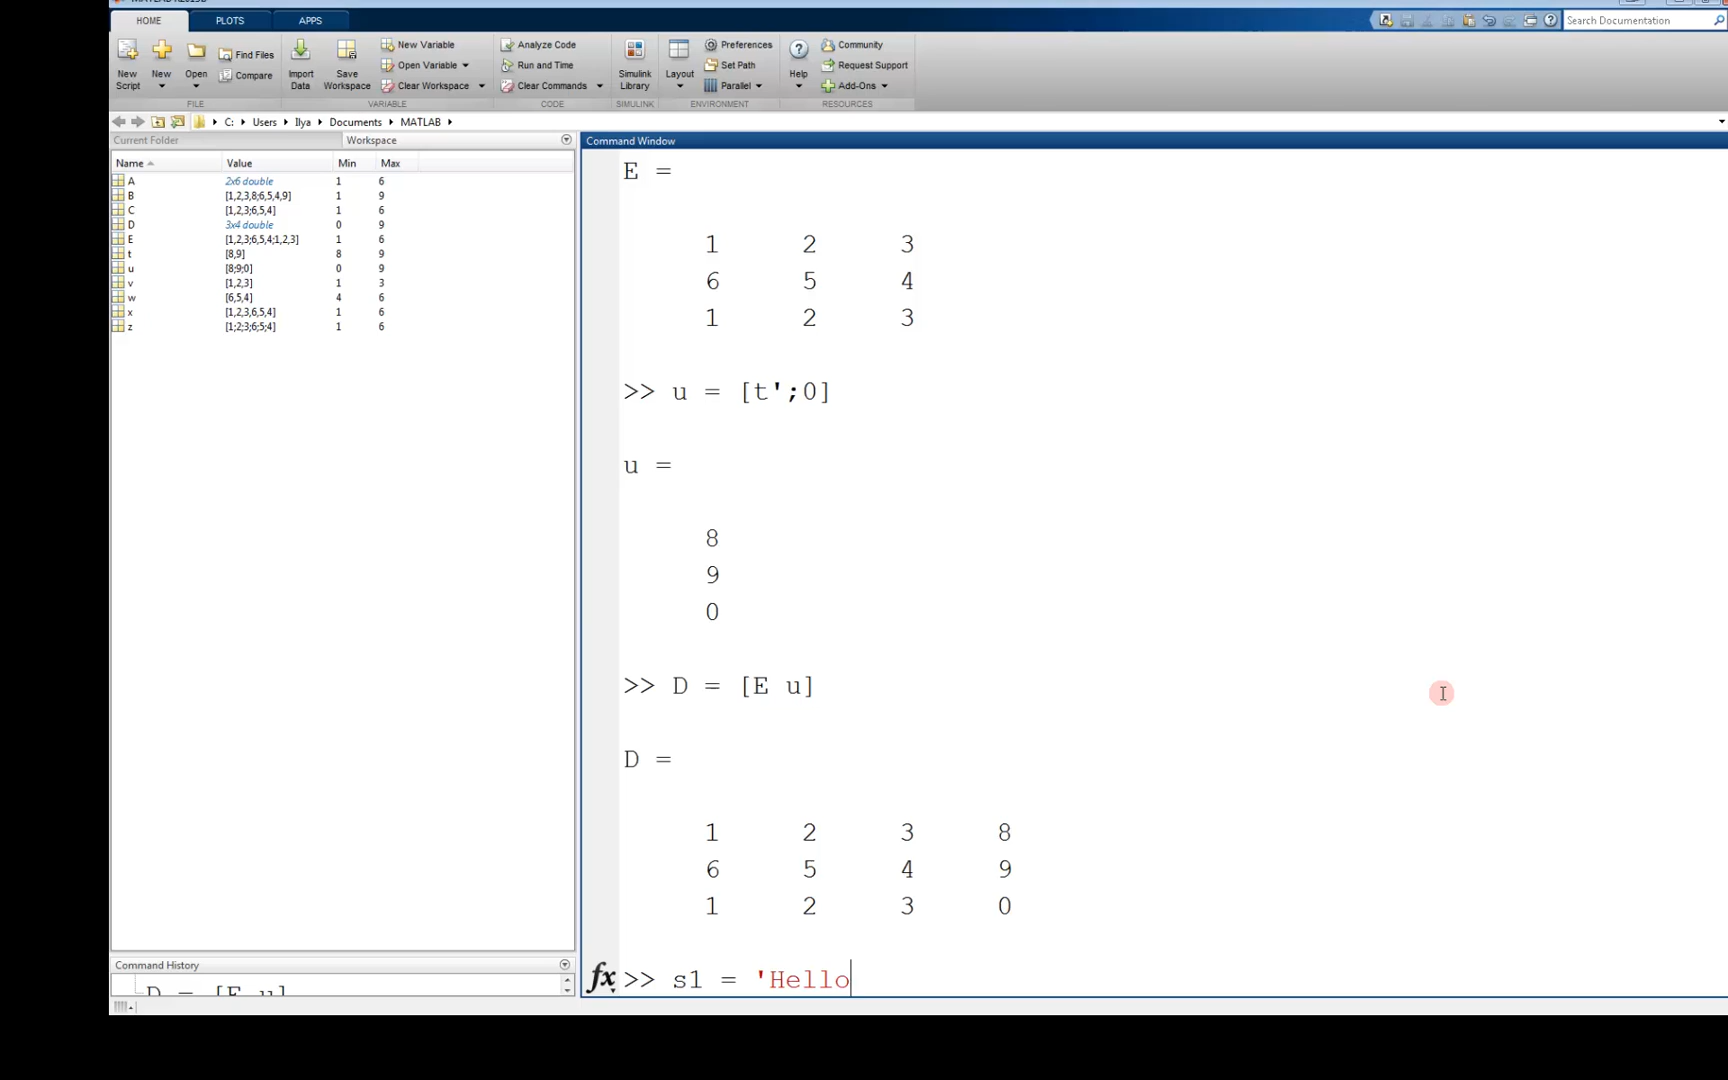 HOME PLOTS APPS
Search Documentation
New Script
New
Open
Find Files
Compare
Import Data
Save Workspace
New Variable
Open Variable
Clear Workspace
Analyze Code
Run and Time
Clear Commands
Simulink Library
Layout
Preferences
Set Path
Parallel
Help
Community
Request Support
Add-Ons
FILE VARIABLE CODE SIMULINK ENVIRONMENT RESOURCES
C: Users Ilya Documents MATLAB
Current Folder Workspace
Name Value Min Max
A 2x6 double 1 6
B [1,2,3,8;6,5,4,9] 1 9
C [1,2,3;6,5,4] 1 6
D 3x4 double 0 9
E [1,2,3;6,5,4;1,2,3] 1 6
t [8,9] 8 9
u [8;9;0] 0 9
v [1,2,3] 1 3
w [6,5,4] 4 6
x [1,2,3,6,5,4] 1 6
z [1;2;3;6;5;4] 1 6
Command History
D = [E u]
Command Window
E =
1 2 3
6 5 4
1 2 3
>> u = [t';0]
u =
8
9
0
>> D = [E u]
D =
1 2 3 8
6 5 4 9
1 2 3 0
fx >> s1 = 'Hello